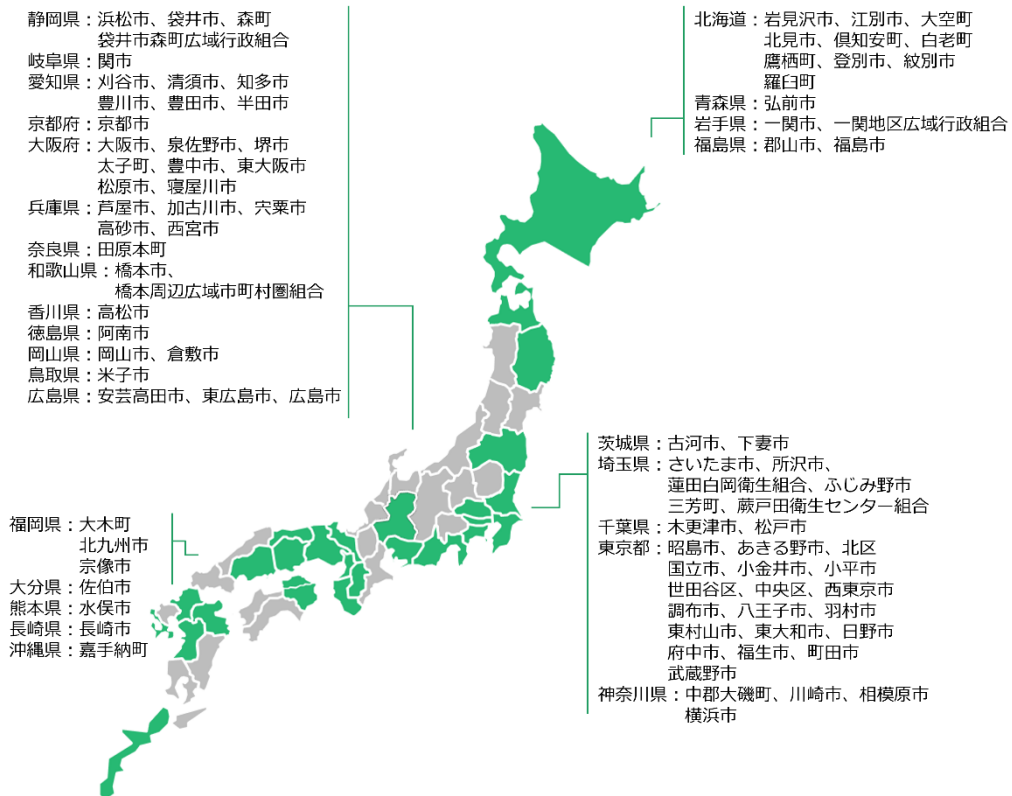 静岡県：浜松市、袋井市、森町
袋井市森町広域行政組合
岐阜県：関市
愛知県：刈谷市、清須市、知多市
豊川市、豊田市、半田市
京都府：京都市
大阪府：大阪市、泉佐野市、堺市
太子町、豊中市、東大阪市
松原市、寝屋川市
兵庫県：芦屋市、加古川市、宍粟市
高砂市、西宮市
奈良県：田原本町
和歌山県：橋本市、
橋本周辺広域市町村圏組合
香川県：高松市
徳島県：阿南市
岡山県：岡山市、倉敷市
鳥取県：米子市
広島県：安芸高田市、東広島市、広島市
北海道：岩見沢市、江別市、大空町
北見市、倶知安町、白老町
鷹栖町、登別市、紋別市
羅臼町
青森県：弘前市
岩手県：一関市、一関地区広域行政組合
福島県：郡山市、福島市
茨城県：古河市、下妻市
埼玉県：さいたま市、所沢市、
蓮田白岡衛生組合、ふじみ野市
三芳町、蕨戸田衛生センター組合
千葉県：木更津市、松戸市
東京都：昭島市、あきる野市、北区
国立市、小金井市、小平市
世田谷区、中央区、西東京市
調布市、八王子市、羽村市
東村山市、東大和市、日野市
府中市、福生市、町田市
武蔵野市
神奈川県：中郡大磯町、川崎市、相模原市
横浜市
福岡県：大木町
北九州市
宗像市
大分県：佐伯市
熊本県：水俣市
長崎県：長崎市
沖縄県：嘉手納町